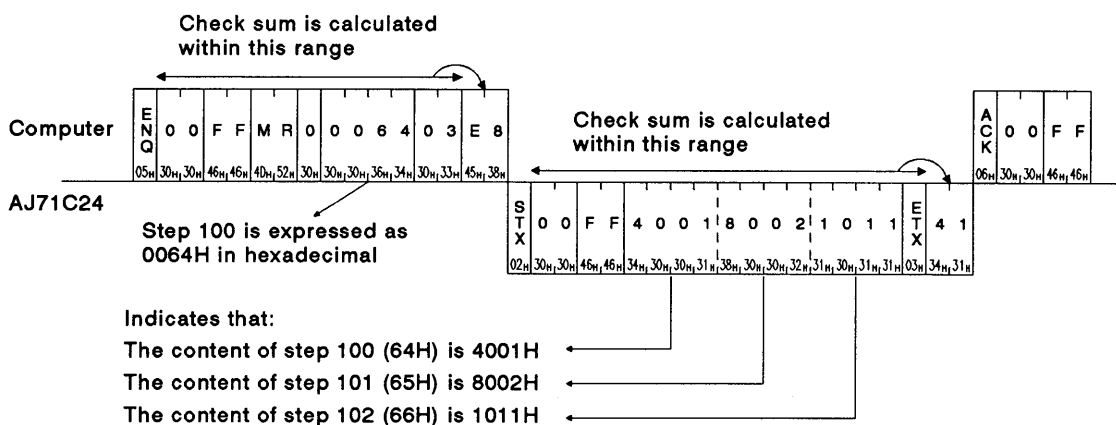 Check sum is calculated
within this range
Computer
ENQ 0 0 F F M R 0 0 0 6 4 0 3 E 8
05H 30H 30H 46H 46H 4DH 52H 30H 30H 30H 36H 34H 30H 33H 45H 38H
Check sum is calculated
within this range
ACK 0 0 F F
06H 30H 30H 46H 46H
AJ71C24
Step 100 is expressed as
0064H in hexadecimal
STX 0 0 F F 4 0 0 1 8 0 0 2 1 0 1 1 ETX 4 1
02H 30H 30H 46H 46H 34H 30H 30H 31H 38H 30H 30H 32H 31H 30H 31H 31H 03H 34H 31H
Indicates that:
The content of step 100 (64H) is 4001H
The content of step 101 (65H) is 8002H
The content of step 102 (66H) is 1011H